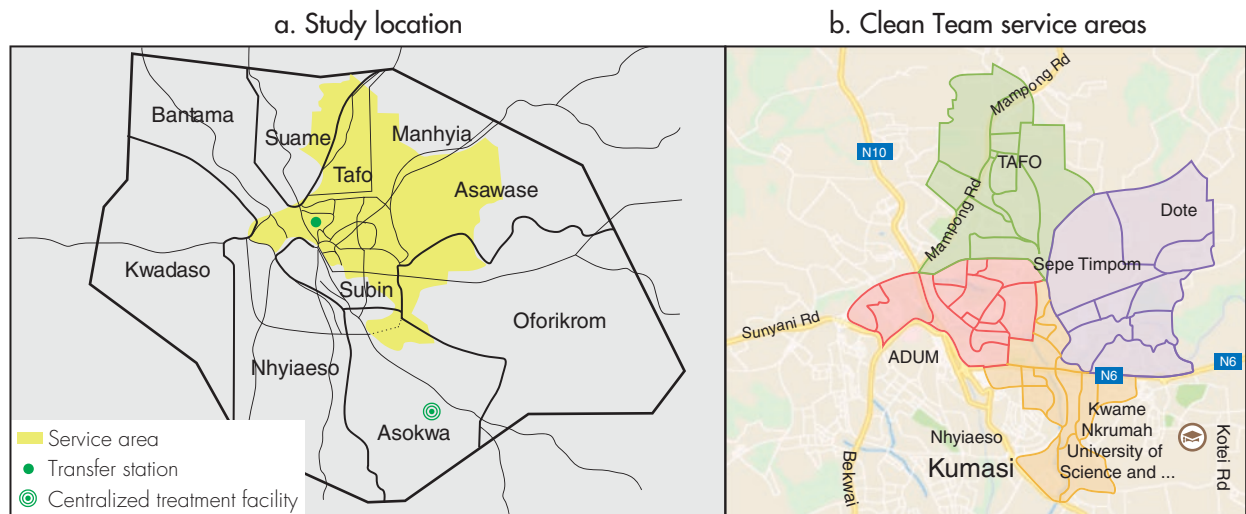 a. Study location
Bantama
Suame
Manhyia
Tafo
Asawase
Kwadaso
Subin
Oforikrom
Nhyiaeso
Asokwa
Service area
Transfer station
Centralized treatment facility
b. Clean Team service areas
Mampong Rd
N10
TAFO
Mampong Rd
Dote
Sepe Timpom
Sunyani Rd
ADUM
N6
N6
Kwame
Nkrumah
University of
Science and ...
Nhyiaeso
Kumasi
Bekwai
Kotei Rd